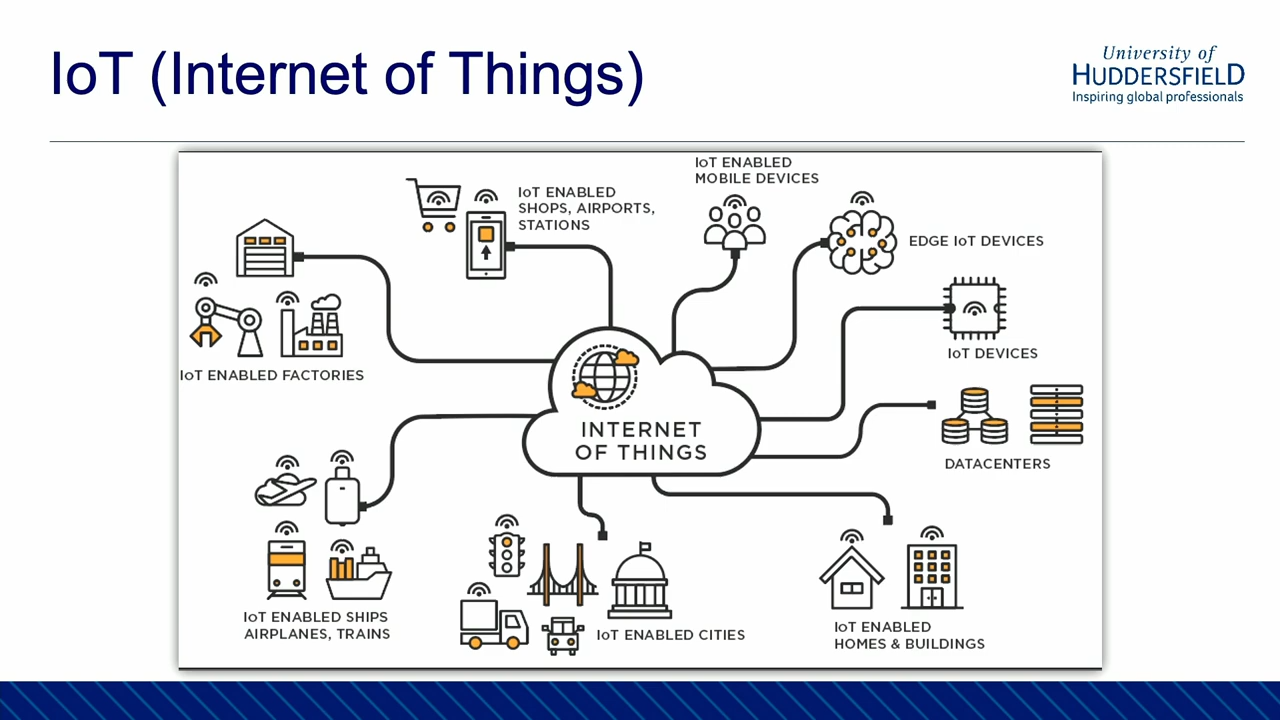 IoT (Internet of Things)
University of
HUDDERSFIELD
Inspiring global professionals
IoT ENABLED
MOBILE DEVICES
IoT ENABLED
SHOPS, AIRPORTS,
STATIONS
EDGE IoT DEVICES
IoT DEVICES
IoT ENABLED FACTORIES
INTERNET
OF THINGS
DATACENTERS
IoT ENABLED SHIPS
AIRPLANES, TRAINS
IoT ENABLED CITIES
IoT ENABLED
HOMES & BUILDINGS